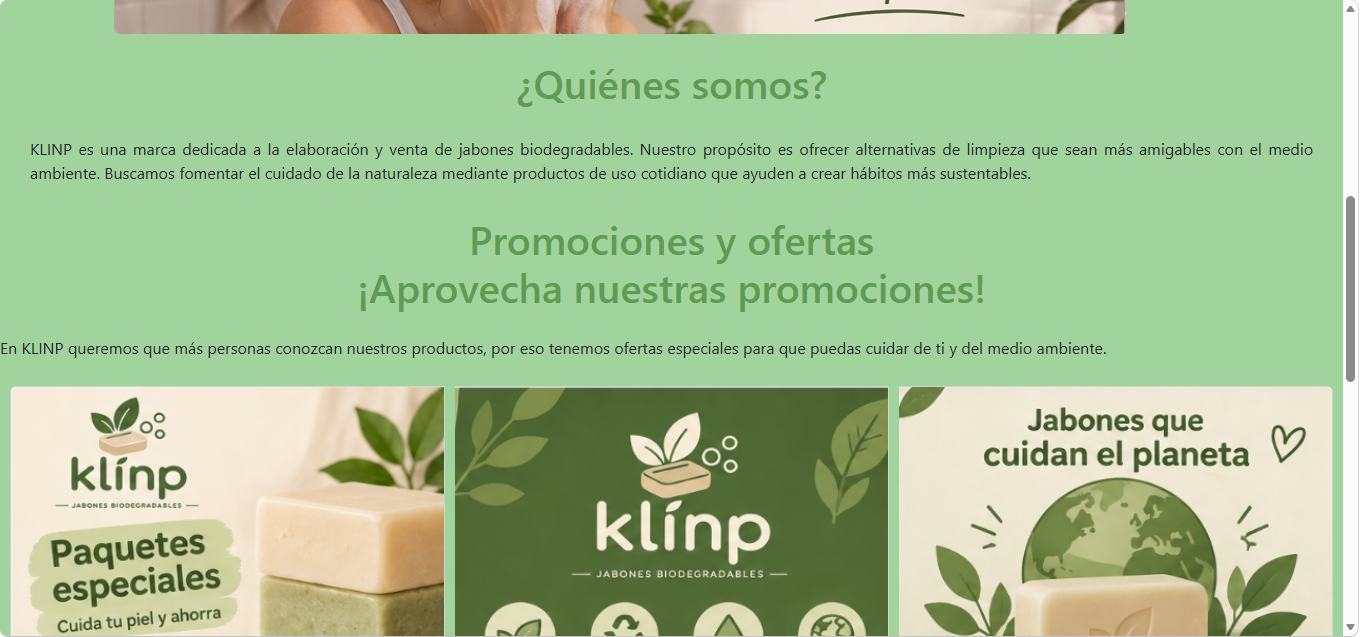 ¿Quiénes somos?
KLINP es una marca dedicada a la elaboración y venta de jabones biodegradables. Nuestro propósito es ofrecer alternativas de limpieza que sean más amigables con el medio
ambiente. Buscamos fomentar el cuidado de la naturaleza mediante productos de uso cotidiano que ayuden a crear hábitos más sustentables.
Promociones y ofertas
¡Aprovecha nuestras promociones!
En KLINP queremos que más personas conozcan nuestros productos, por eso tenemos ofertas especiales para que puedas cuidar de ti y del medio ambiente.
klínp
JABONES BIODEGRADABLES
Paquetes
especiales
Cuida tu piel y ahorra
klínp
JABONES BIODEGRADABLES
Jabones que
cuidan el planeta